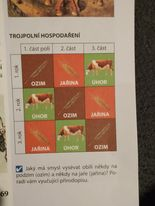 TROJPOLNÍ HOSPODAŘENÍ
1. část polí 2. část 3. část
1. rok
OZIM JAŘINA ÚHOR
2. rok
JAŘINA ÚHOR OZIM
3. rok
ÚHOR OZIM JAŘINA
Jaký má smysl vysévat obilí někdy na
podzim (ozim) a někdy na jaře (jařina)? Po-
radí vám vyučující přírodopisu.
69